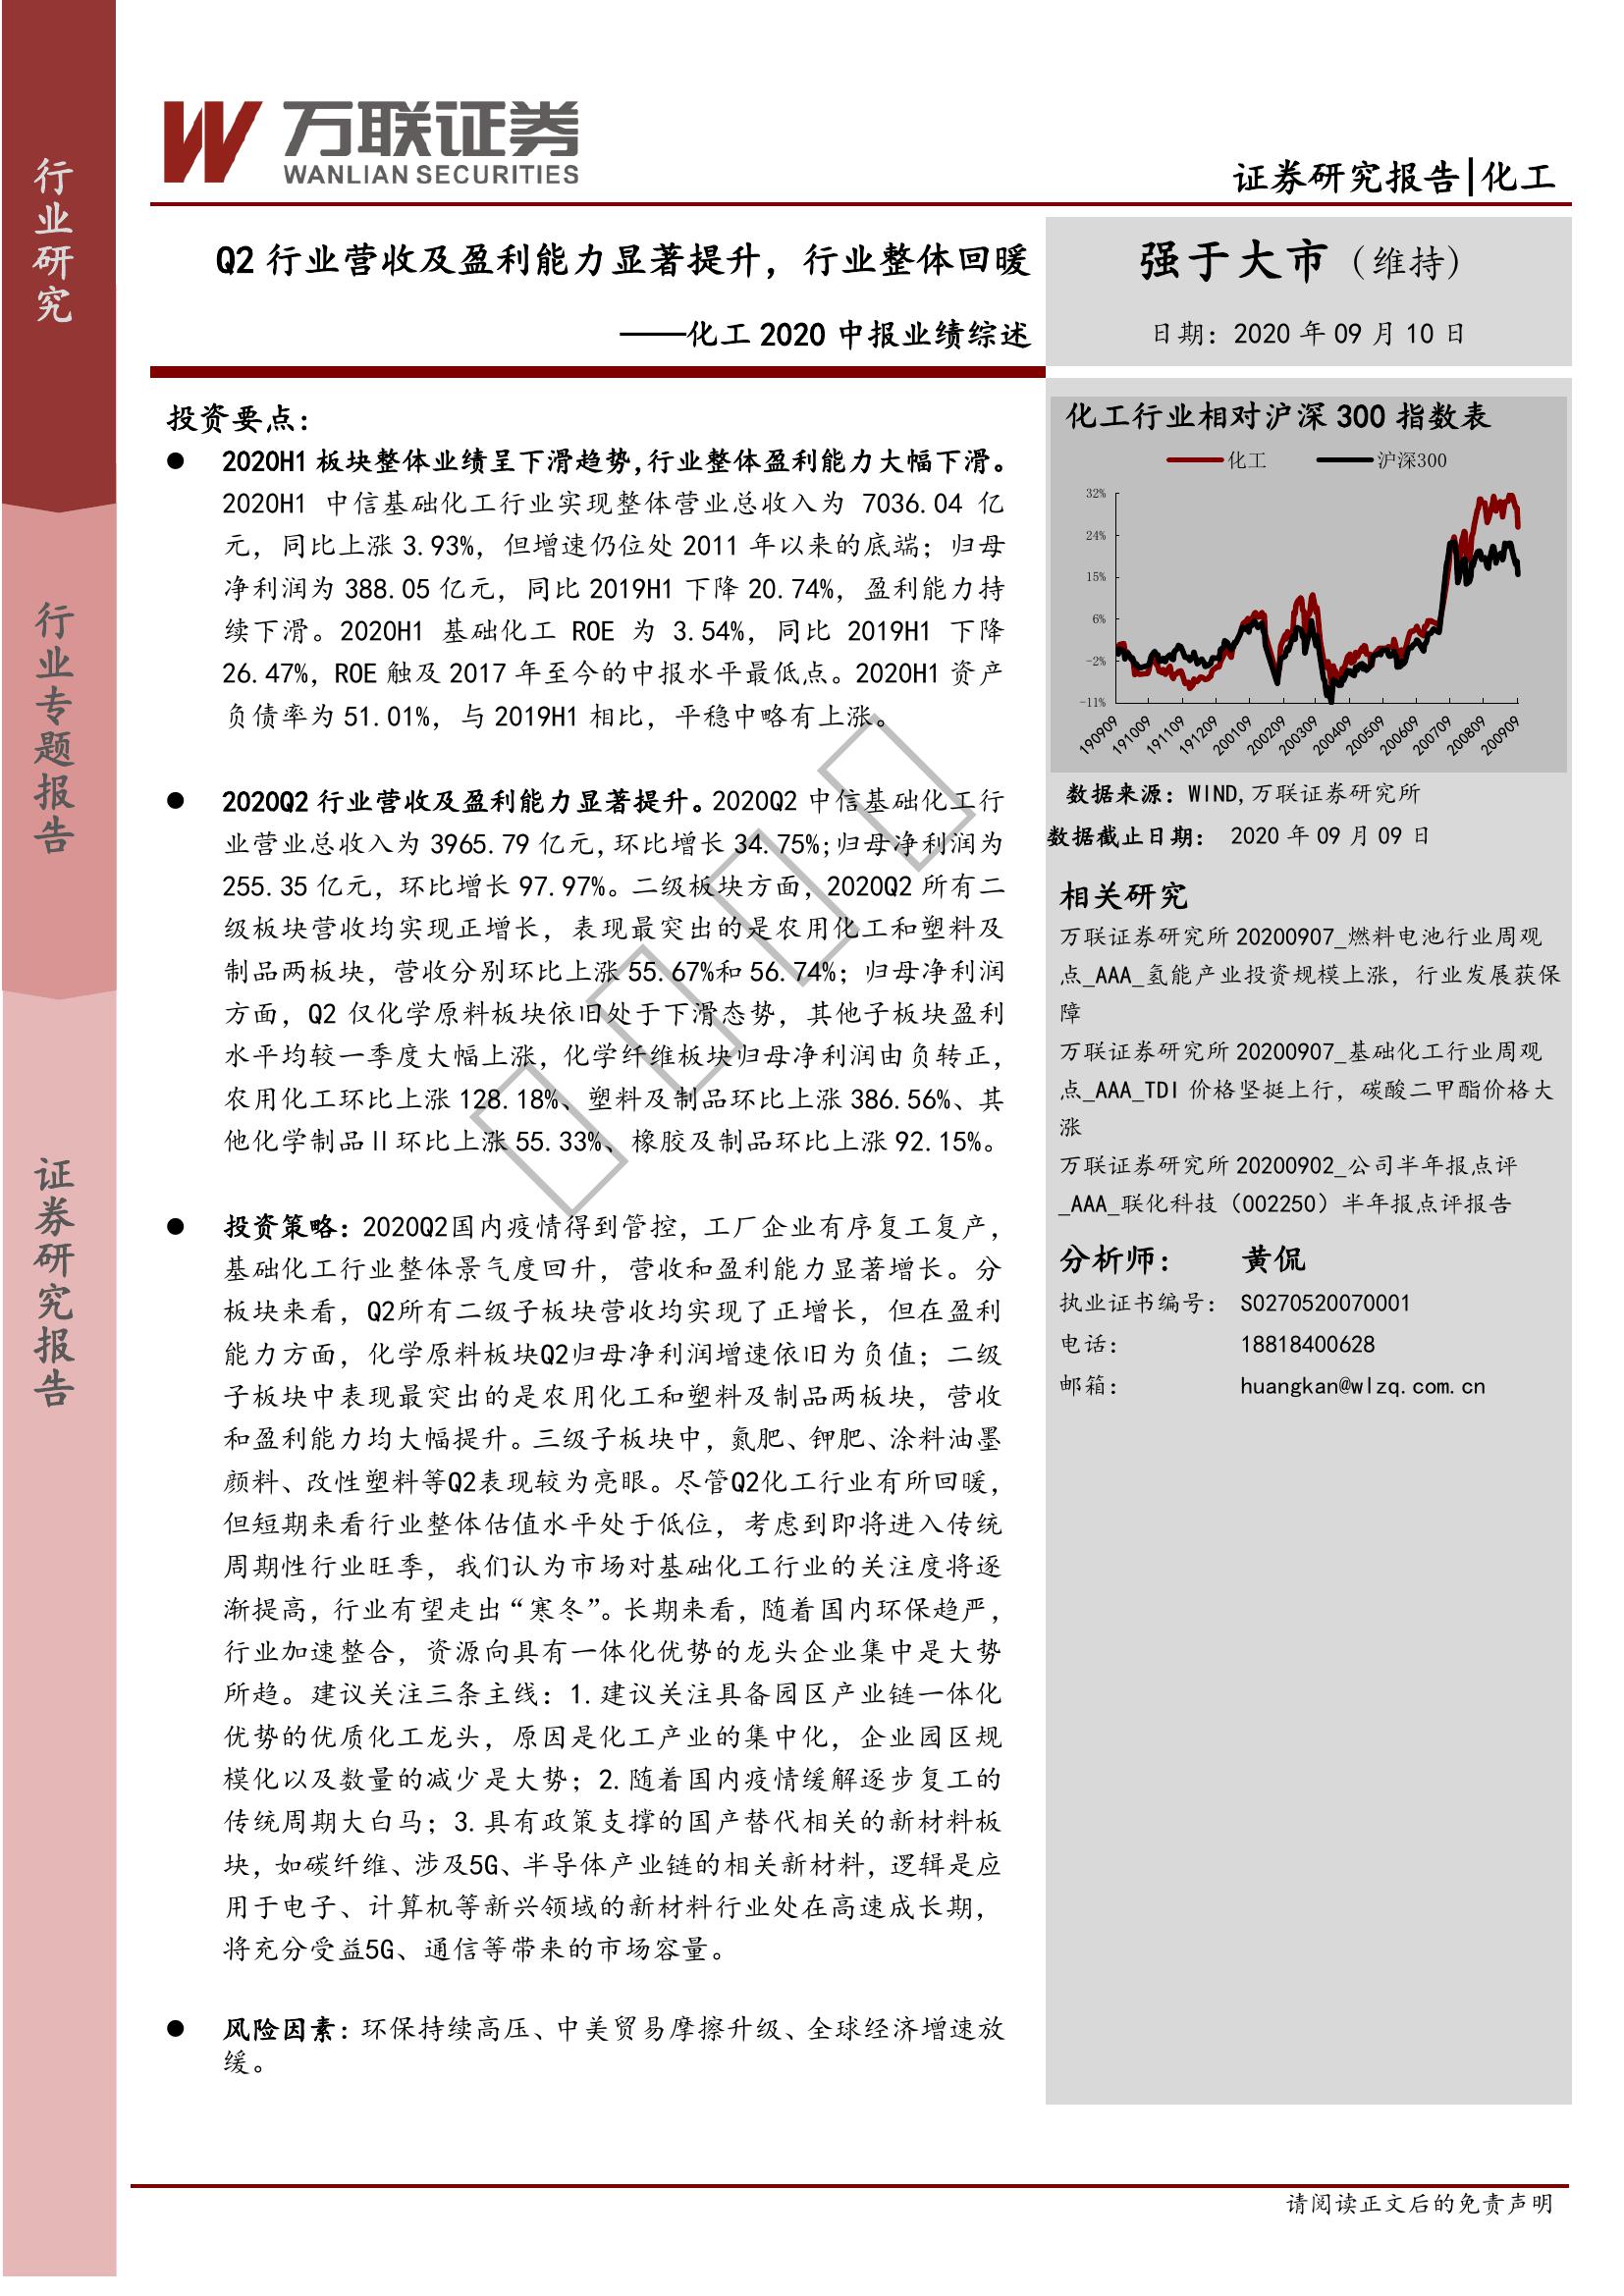 行业研究
行业专题报告
证券研究报告
万联证券
WANLIAN SECURITIES
证券研究报告|化工
Q2 行业营收及盈利能力显著提升，行业整体回暖
——化工 2020 中报业绩综述
强于大市（维持）
日期：2020 年 09 月 10 日
投资要点：
● 2020H1 板块整体业绩呈下滑趋势,行业整体盈利能力大幅下滑。
2020H1 中信基础化工行业实现整体营业总收入为 7036.04 亿
元，同比上涨 3.93%，但增速仍位处 2011 年以来的底端；归母
净利润为 388.05 亿元，同比 2019H1 下降 20.74%，盈利能力持
续下滑。2020H1 基础化工 ROE 为 3.54%，同比 2019H1 下降
26.47%，ROE 触及 2017 年至今的中报水平最低点。2020H1 资产
负债率为 51.01%，与 2019H1 相比，平稳中略有上涨。
● 2020Q2 行业营收及盈利能力显著提升。2020Q2 中信基础化工行
业营业总收入为 3965.79 亿元,环比增长 34.75%;归母净利润为
255.35 亿元，环比增长 97.97%。二级板块方面，2020Q2 所有二
级板块营收均实现正增长，表现最突出的是农用化工和塑料及
制品两板块，营收分别环比上涨 55.67%和 56.74%；归母净利润
方面，Q2 仅化学原料板块依旧处于下滑态势，其他子板块盈利
水平均较一季度大幅上涨，化学纤维板块归母净利润由负转正，
农用化工环比上涨 128.18%、塑料及制品环比上涨 386.56%、其
他化学制品Ⅱ环比上涨 55.33%、橡胶及制品环比上涨 92.15%。
● 投资策略：2020Q2国内疫情得到管控，工厂企业有序复工复产，
基础化工行业整体景气度回升，营收和盈利能力显著增长。分
板块来看，Q2所有二级子板块营收均实现了正增长，但在盈利
能力方面，化学原料板块Q2归母净利润增速依旧为负值；二级
子板块中表现最突出的是农用化工和塑料及制品两板块，营收
和盈利能力均大幅提升。三级子板块中，氮肥、钾肥、涂料油墨
颜料、改性塑料等Q2表现较为亮眼。尽管Q2化工行业有所回暖，
但短期来看行业整体估值水平处于低位，考虑到即将进入传统
周期性行业旺季，我们认为市场对基础化工行业的关注度将逐
渐提高，行业有望走出“寒冬”。长期来看，随着国内环保趋严，
行业加速整合，资源向具有一体化优势的龙头企业集中是大势
所趋。建议关注三条主线：1.建议关注具备园区产业链一体化
优势的优质化工龙头，原因是化工产业的集中化，企业园区规
模化以及数量的减少是大势；2.随着国内疫情缓解逐步复工的
传统周期大白马；3.具有政策支撑的国产替代相关的新材料板
块，如碳纤维、涉及5G、半导体产业链的相关新材料，逻辑是应
用于电子、计算机等新兴领域的新材料行业处在高速成长期，
将充分受益5G、通信等带来的市场容量。
● 风险因素：环保持续高压、中美贸易摩擦升级、全球经济增速放
缓。
化工行业相对沪深 300 指数表
化工 沪深300
32%
24%
15%
6%
-2%
-11%
190909 191009 191109 191209 200109 200209 200309 200409 200509 200609 200709 200809 200909
数据来源：WIND,万联证券研究所
数据截止日期： 2020 年 09 月 09 日
相关研究
万联证券研究所 20200907_燃料电池行业周观
点_AAA_氢能产业投资规模上涨，行业发展获保
障
万联证券研究所 20200907_基础化工行业周观
点_AAA_TDI 价格坚挺上行，碳酸二甲酯价格大
涨
万联证券研究所 20200902_公司半年报点评
_AAA_联化科技（002250）半年报点评报告
分析师： 黄侃
执业证书编号： S0270520070001
电话： 18818400628
邮箱： huangkan@wlzq.com.cn
请阅读正文后的免责声明